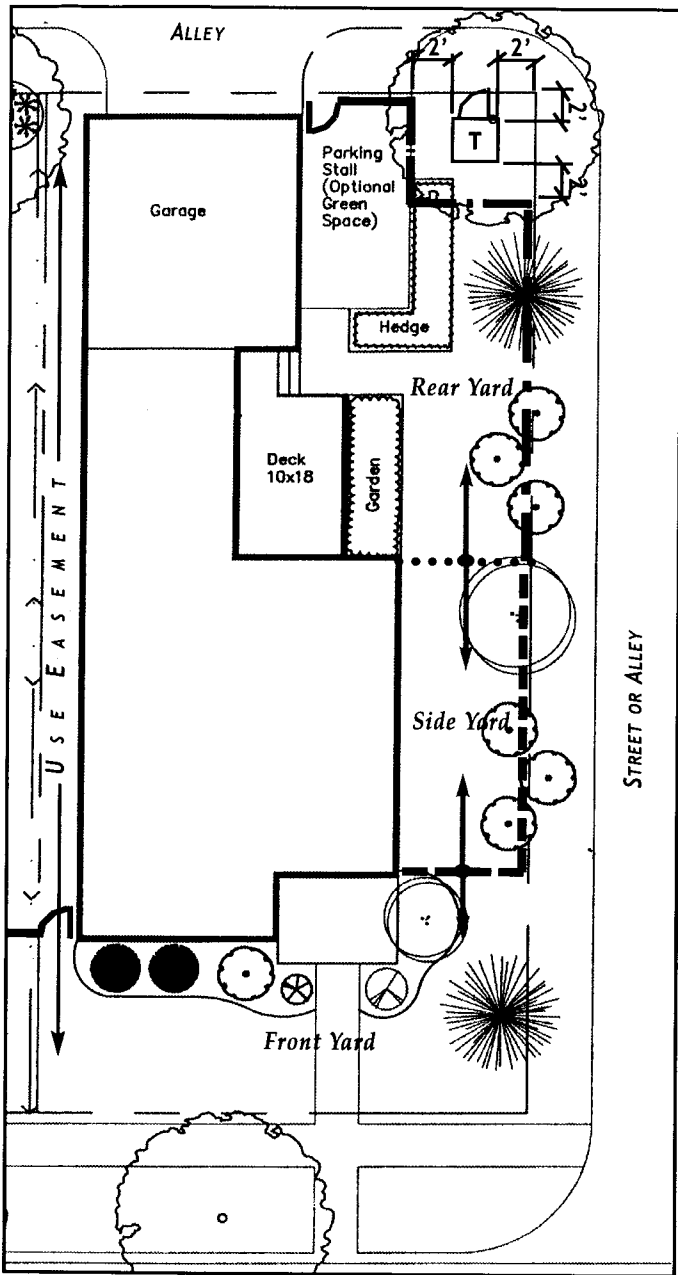 ALLEY
2'
2'
2'
2'
T
Parking
Stall
(Optional
Green
Space)
Garage
Hedge
Rear Yard
Deck
10x18
Garden
USE EASEMENT
Side Yard
STREET OR ALLEY
Front Yard